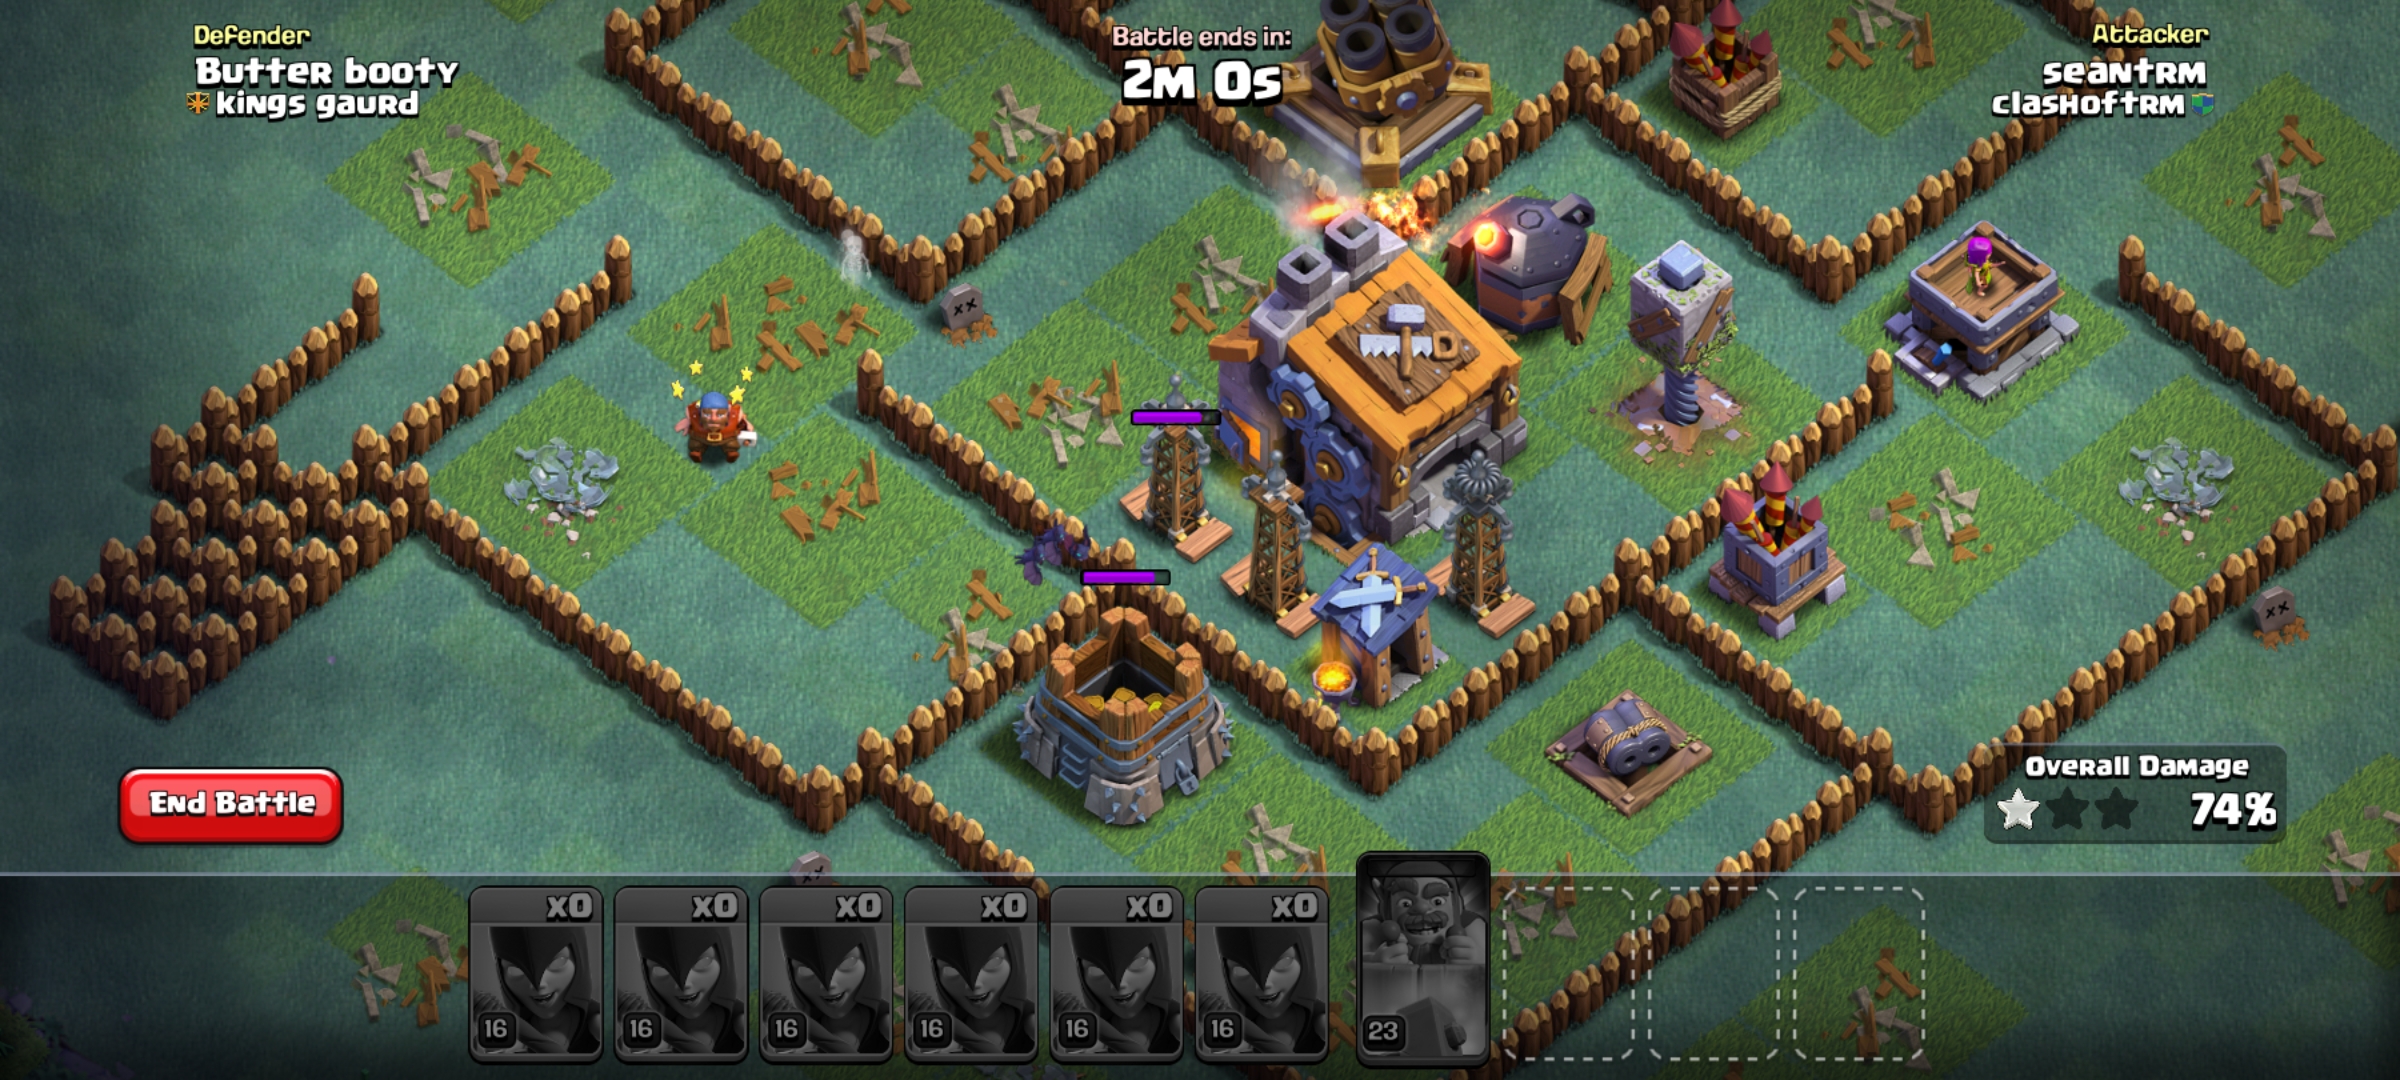 Defender
Butter booty
kings gaurd
Battle ends in:
2M 0s
Attacker
seantrm
clashoftrm
End Battle
Overall Damage
74%
x0
x0
x0
x0
x0
x0
16
16
16
16
16
16
23